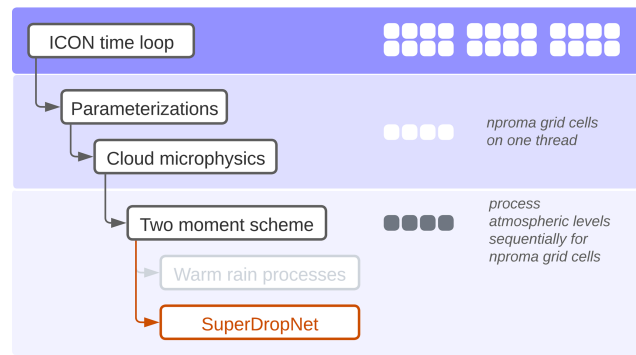 ICON time loop
Parameterizations
nproma grid cells
on one thread
Cloud microphysics
Two moment scheme
process
atmospheric levels
sequentially for
nproma grid cells
Warm rain processes
SuperDropNet